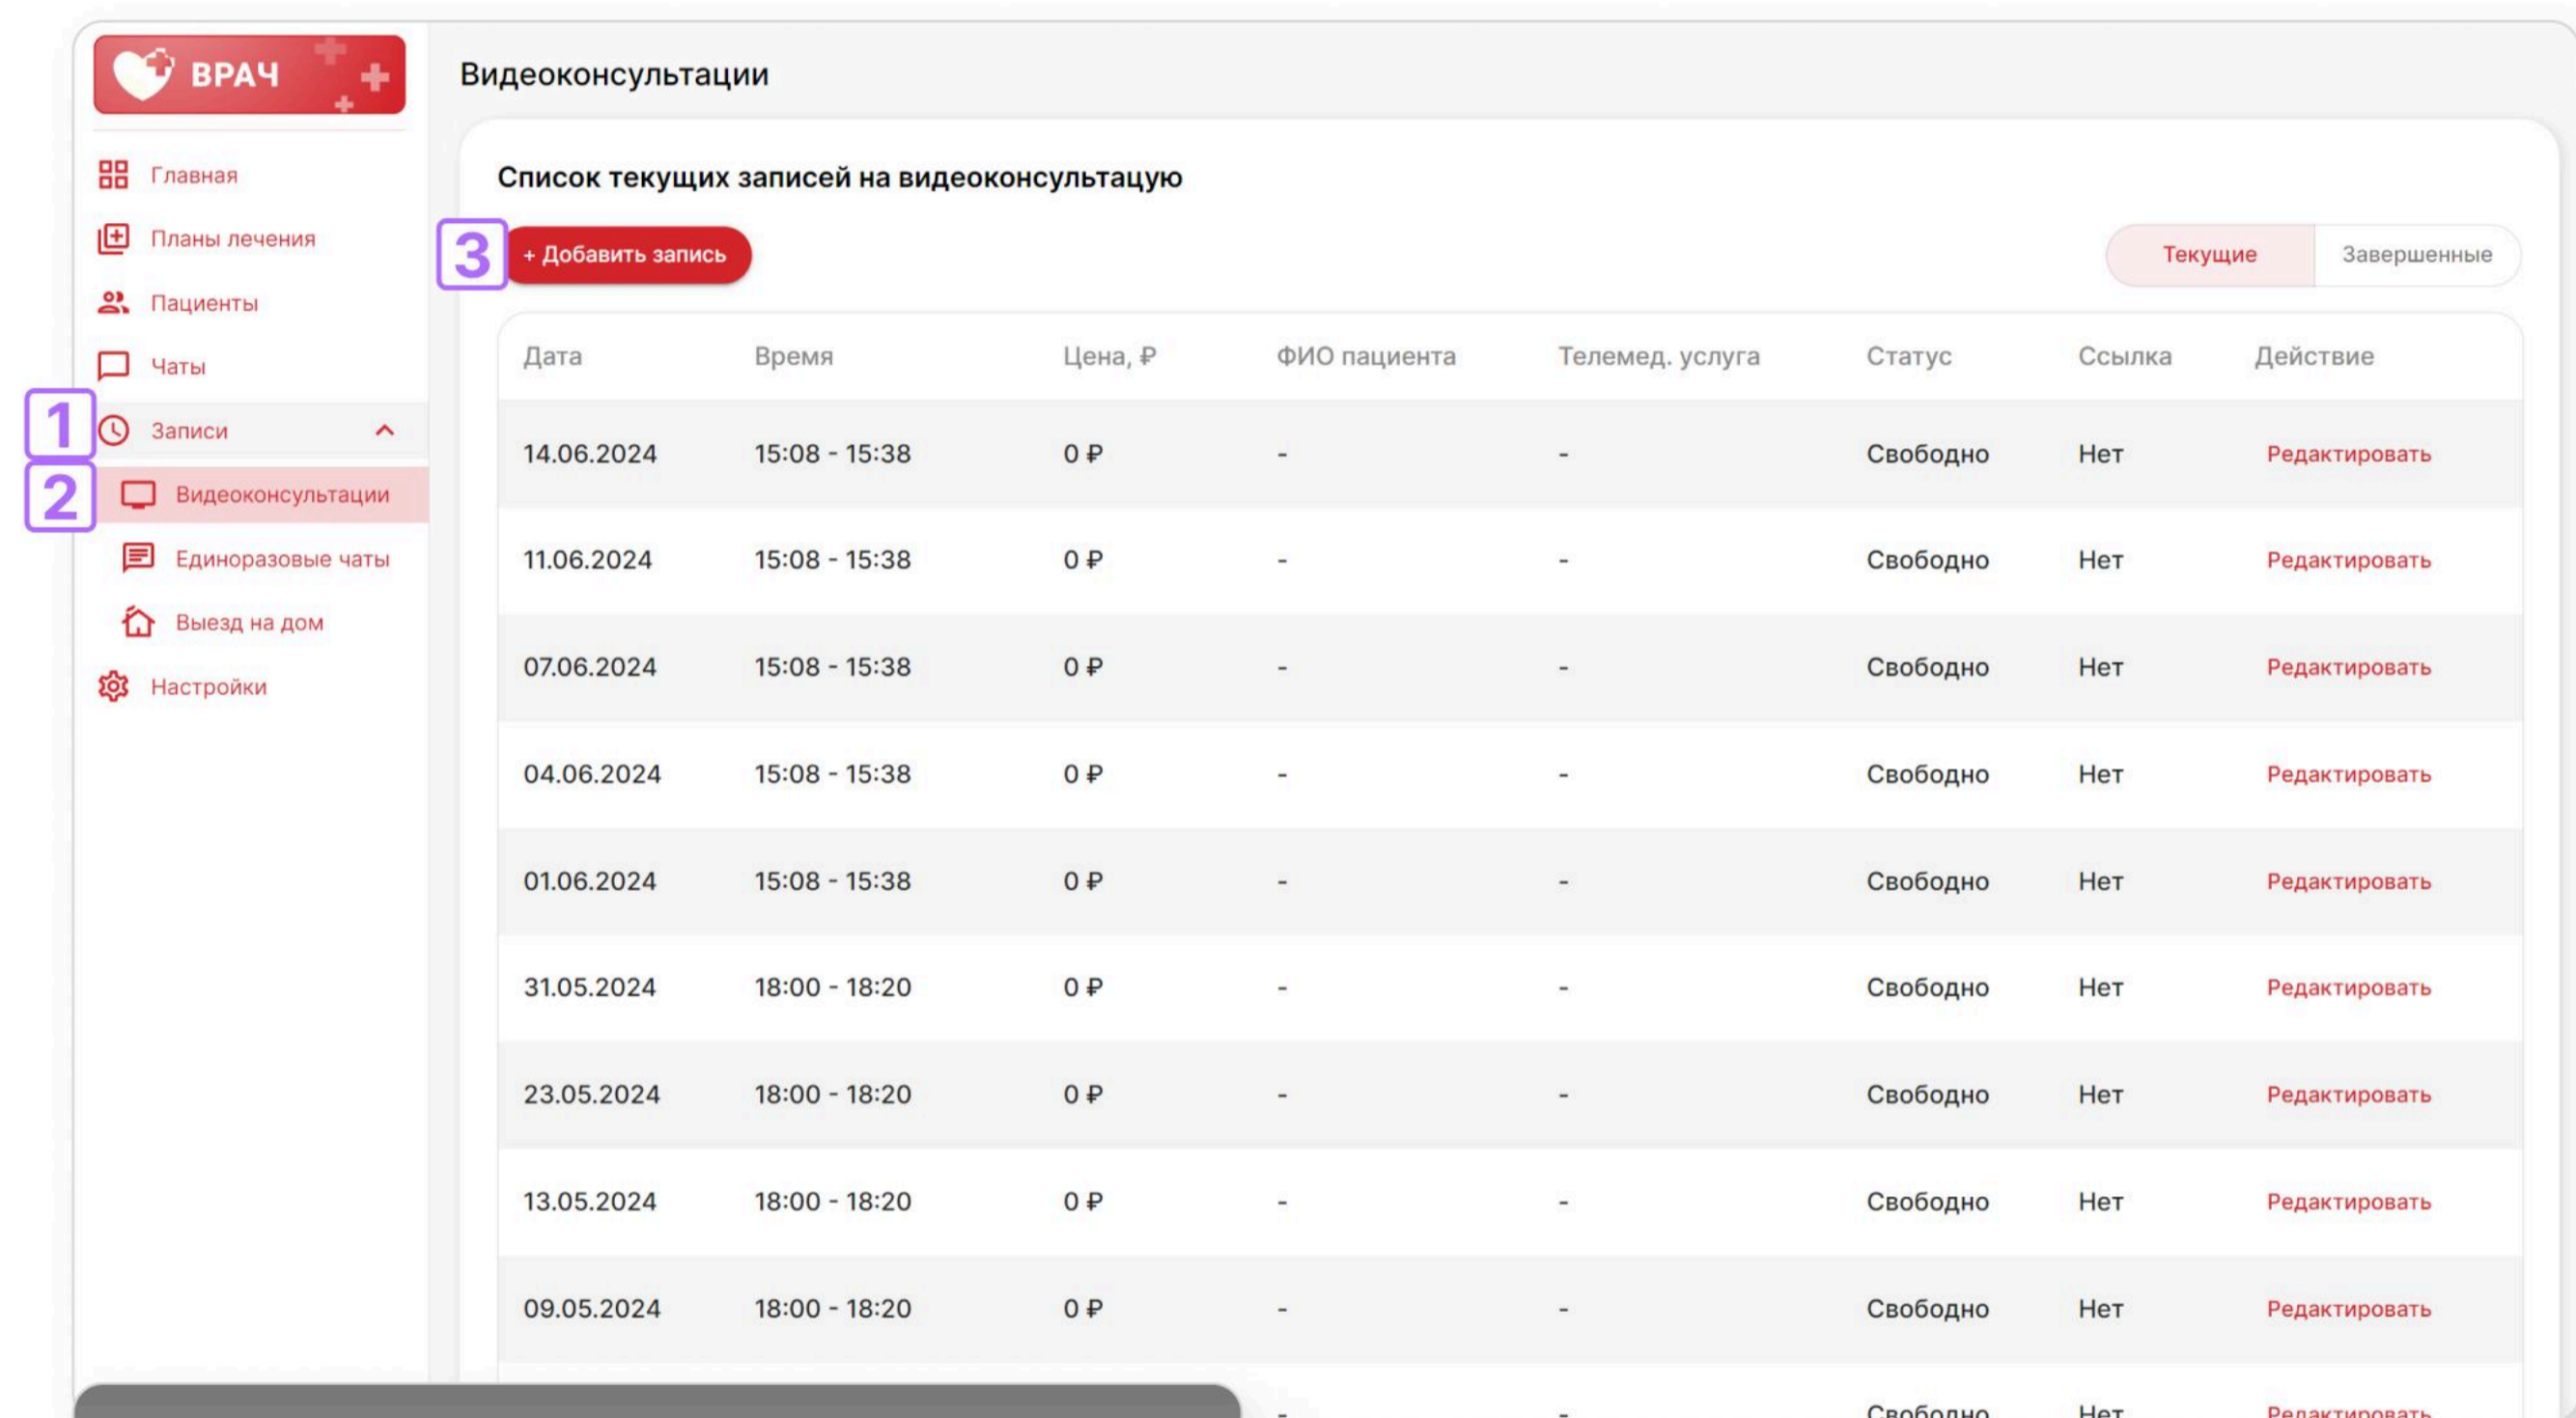 ВРАЧ
Главная
Планы лечения
Пациенты
Чаты
1
Записи
2
Видеоконсультации
Единоразовые чаты
Выезд на дом
Настройки
Видеоконсультации
Список текущих записей на видеоконсультацую
3
+ Добавить запись
Текущие Завершенные
Дата Время Цена, ₽ ФИО пациента Телемед. услуга Статус Ссылка Действие
14.06.2024 15:08 - 15:38 0 ₽ - - Свободно Нет Редактировать
11.06.2024 15:08 - 15:38 0 ₽ - - Свободно Нет Редактировать
07.06.2024 15:08 - 15:38 0 ₽ - - Свободно Нет Редактировать
04.06.2024 15:08 - 15:38 0 ₽ - - Свободно Нет Редактировать
01.06.2024 15:08 - 15:38 0 ₽ - - Свободно Нет Редактировать
31.05.2024 18:00 - 18:20 0 ₽ - - Свободно Нет Редактировать
23.05.2024 18:00 - 18:20 0 ₽ - - Свободно Нет Редактировать
13.05.2024 18:00 - 18:20 0 ₽ - - Свободно Нет Редактировать
09.05.2024 18:00 - 18:20 0 ₽ - - Свободно Нет Редактировать
- - Свободно Нет Редактировать